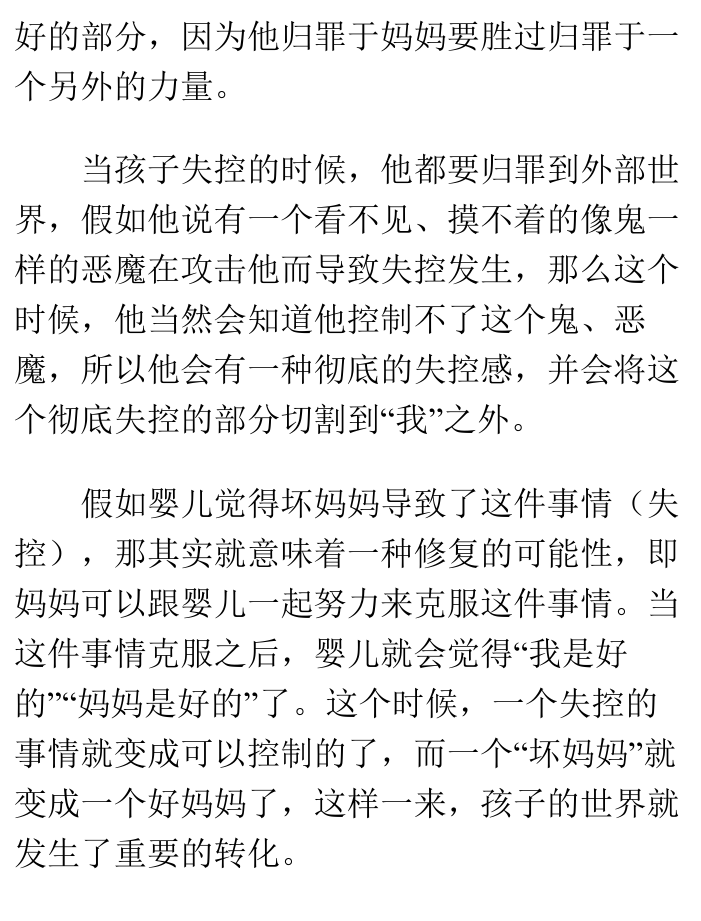 好的部分，因为他归罪于妈妈要胜过归罪于一
个另外的力量。
当孩子失控的时候，他都要归罪到外部世
界，假如他说有一个看不见、摸不着的像鬼一
样的恶魔在攻击他而导致失控发生，那么这个
时候，他当然会知道他控制不了这个鬼、恶
魔，所以他会有一种彻底的失控感，并会将这
个彻底失控的部分切割到“我”之外。
假如婴儿觉得坏妈妈导致了这件事情（失
控），那其实就意味着一种修复的可能性，即
妈妈可以跟婴儿一起努力来克服这件事情。当
这件事情克服之后，婴儿就会觉得“我是好
的”“妈妈是好的”了。这个时候，一个失控的
事情就变成可以控制的了，而一个“坏妈妈”就
变成一个好妈妈了，这样一来，孩子的世界就
发生了重要的转化。